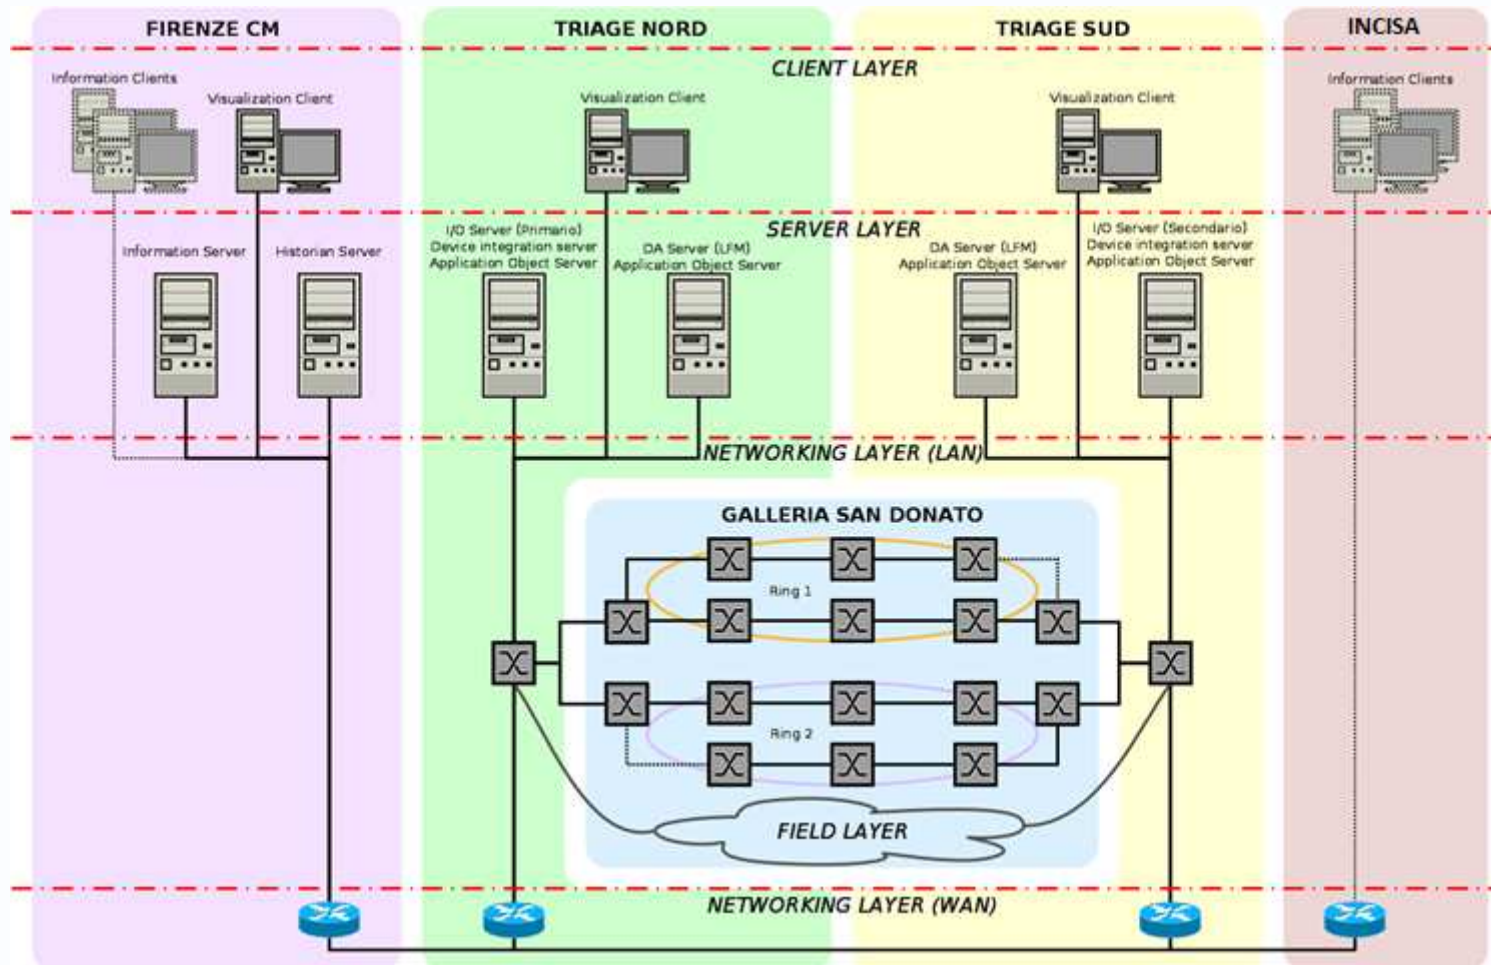 FIRENZE CM
TRIAGE NORD
TRIAGE SUD
INCISA
CLIENT LAYER
Information Clients
Visualization Client
Visualization Client
Visualization Client
Information Clients
SERVER LAYER
Information Server
Historian Server
I/O Server (Primario)
Device integration server
Application Object Server
DA Server (LFM)
Application Object Server
DA Server (LFM)
Application Object Server
I/O Server (Secondario)
Device integration server
Application Object Server
NETWORKING LAYER (LAN)
GALLERIA SAN DONATO
Ring 1
Ring 2
FIELD LAYER
NETWORKING LAYER (WAN)